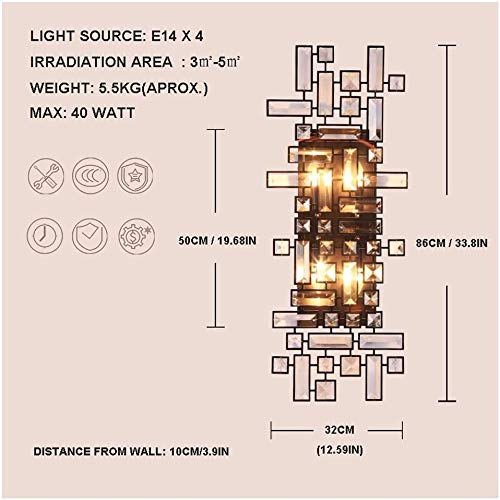 LIGHT SOURCE: E14 X 4
IRRADIATION AREA : 3㎡-5㎡
WEIGHT: 5.5KG(APROX.)
MAX: 40 WATT
50CM / 19.68IN
86CM / 33.8IN
32CM
(12.59IN)
DISTANCE FROM WALL: 10CM/3.9IN